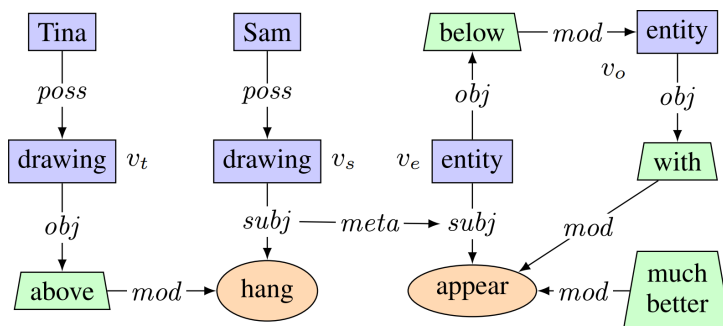 Tina
Sam
below
mod
entity
v_o
poss
poss
obj
obj
drawing
v_t
drawing
v_s
v_e
entity
with
obj
subj
meta
subj
mod
above
mod
hang
appear
mod
much
better